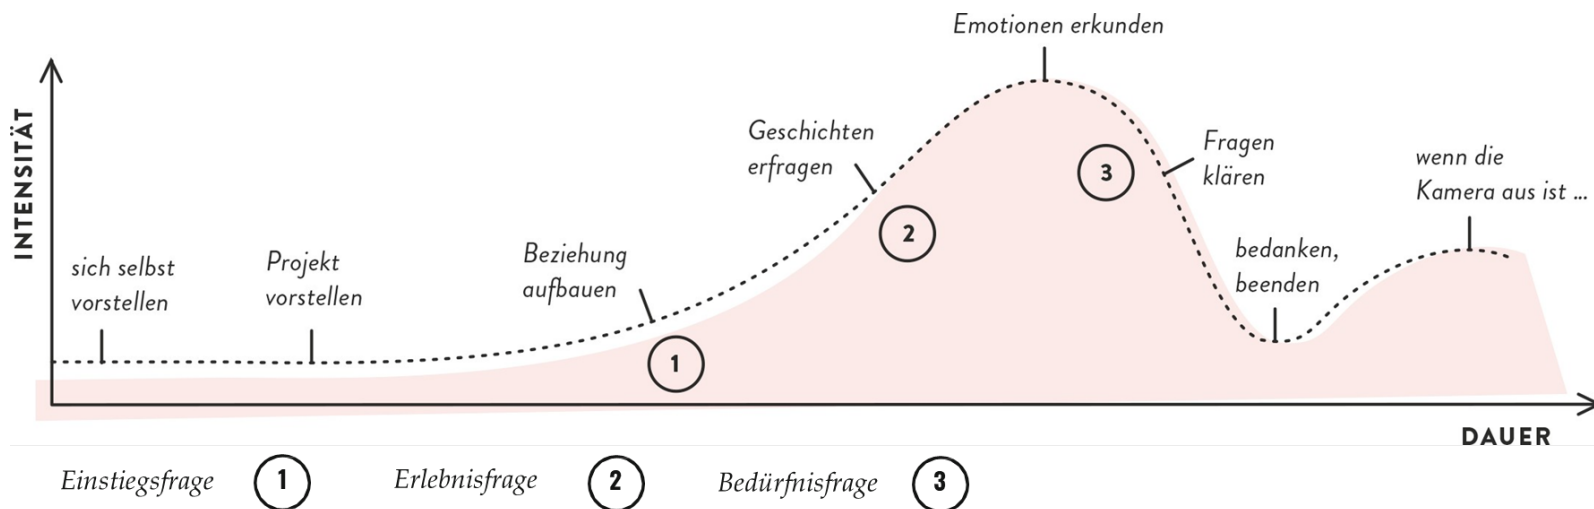 Emotionen erkunden
INTENSITÄT
Geschichten
erfragen
Fragen
klären
wenn die
Kamera aus ist ...
sich selbst
vorstellen
Projekt
vorstellen
Beziehung
aufbauen
bedanken,
beenden
1
2
3
DAUER
Einstiegsfrage 1 Erlebnisfrage 2 Bedürfnisfrage 3